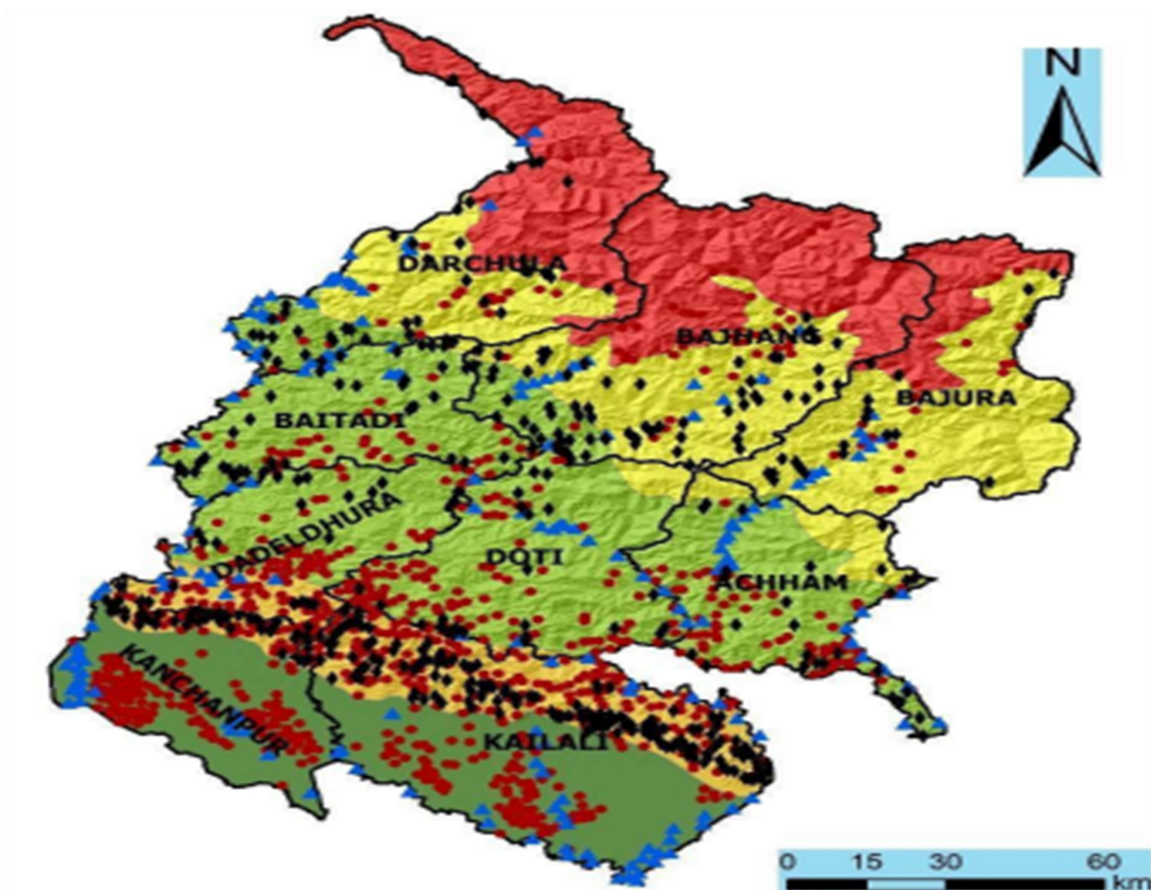 N
DARCHULA
BAJHANG
BAJURA
BAITADI
DADELDHURA
DOTI
ACHHAM
KANCHANPUR
KAILALI
0 15 30 60
km